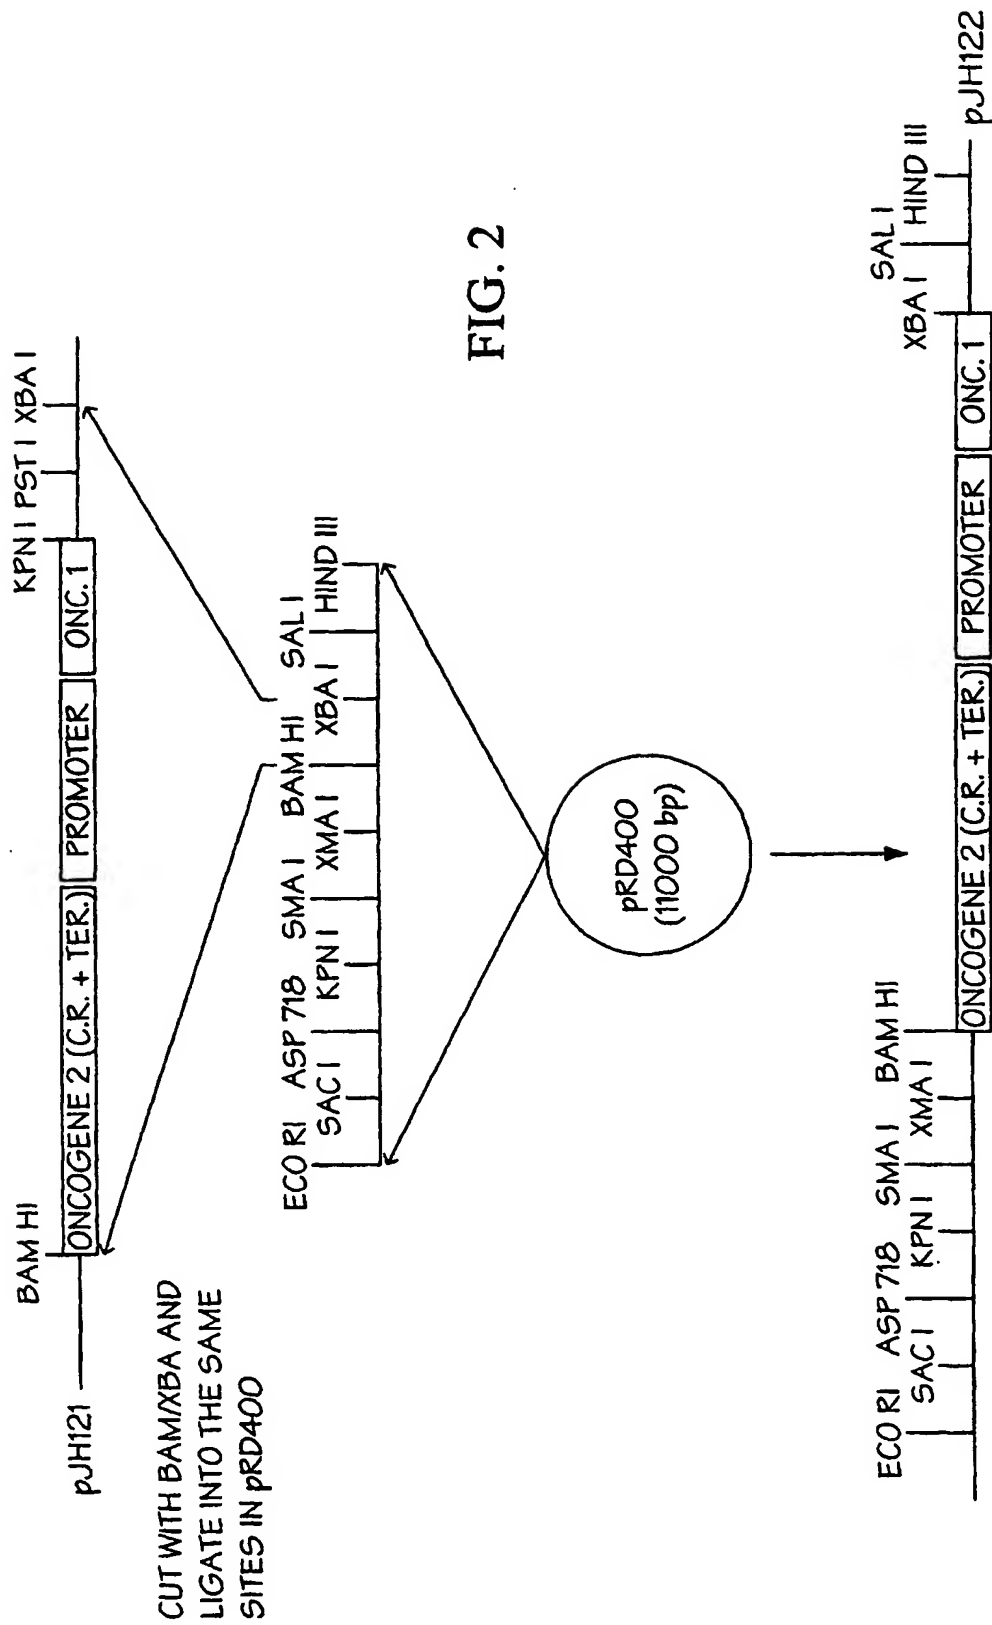 BAM HI
KPN I PST I XBA I
pJH121
ONCOGENE 2 (C.R. + TER.) PROMOTER ONC. 1
CUT WITH BAM/XBA AND
LIGATE INTO THE SAME
SITES IN pRD400
ECO RI ASP 718 SMA I BAM HI SAL I
SAC I KPN I XMA I XBA I HIND III
FIG. 2
pRD400
(11000 bp)
ECO RI ASP 718 SMA I BAM HI SAL I
SAC I KPN I XMA I XBA I HIND III
ONCOGENE 2 (C.R. + TER.) PROMOTER ONC. 1
pJH122